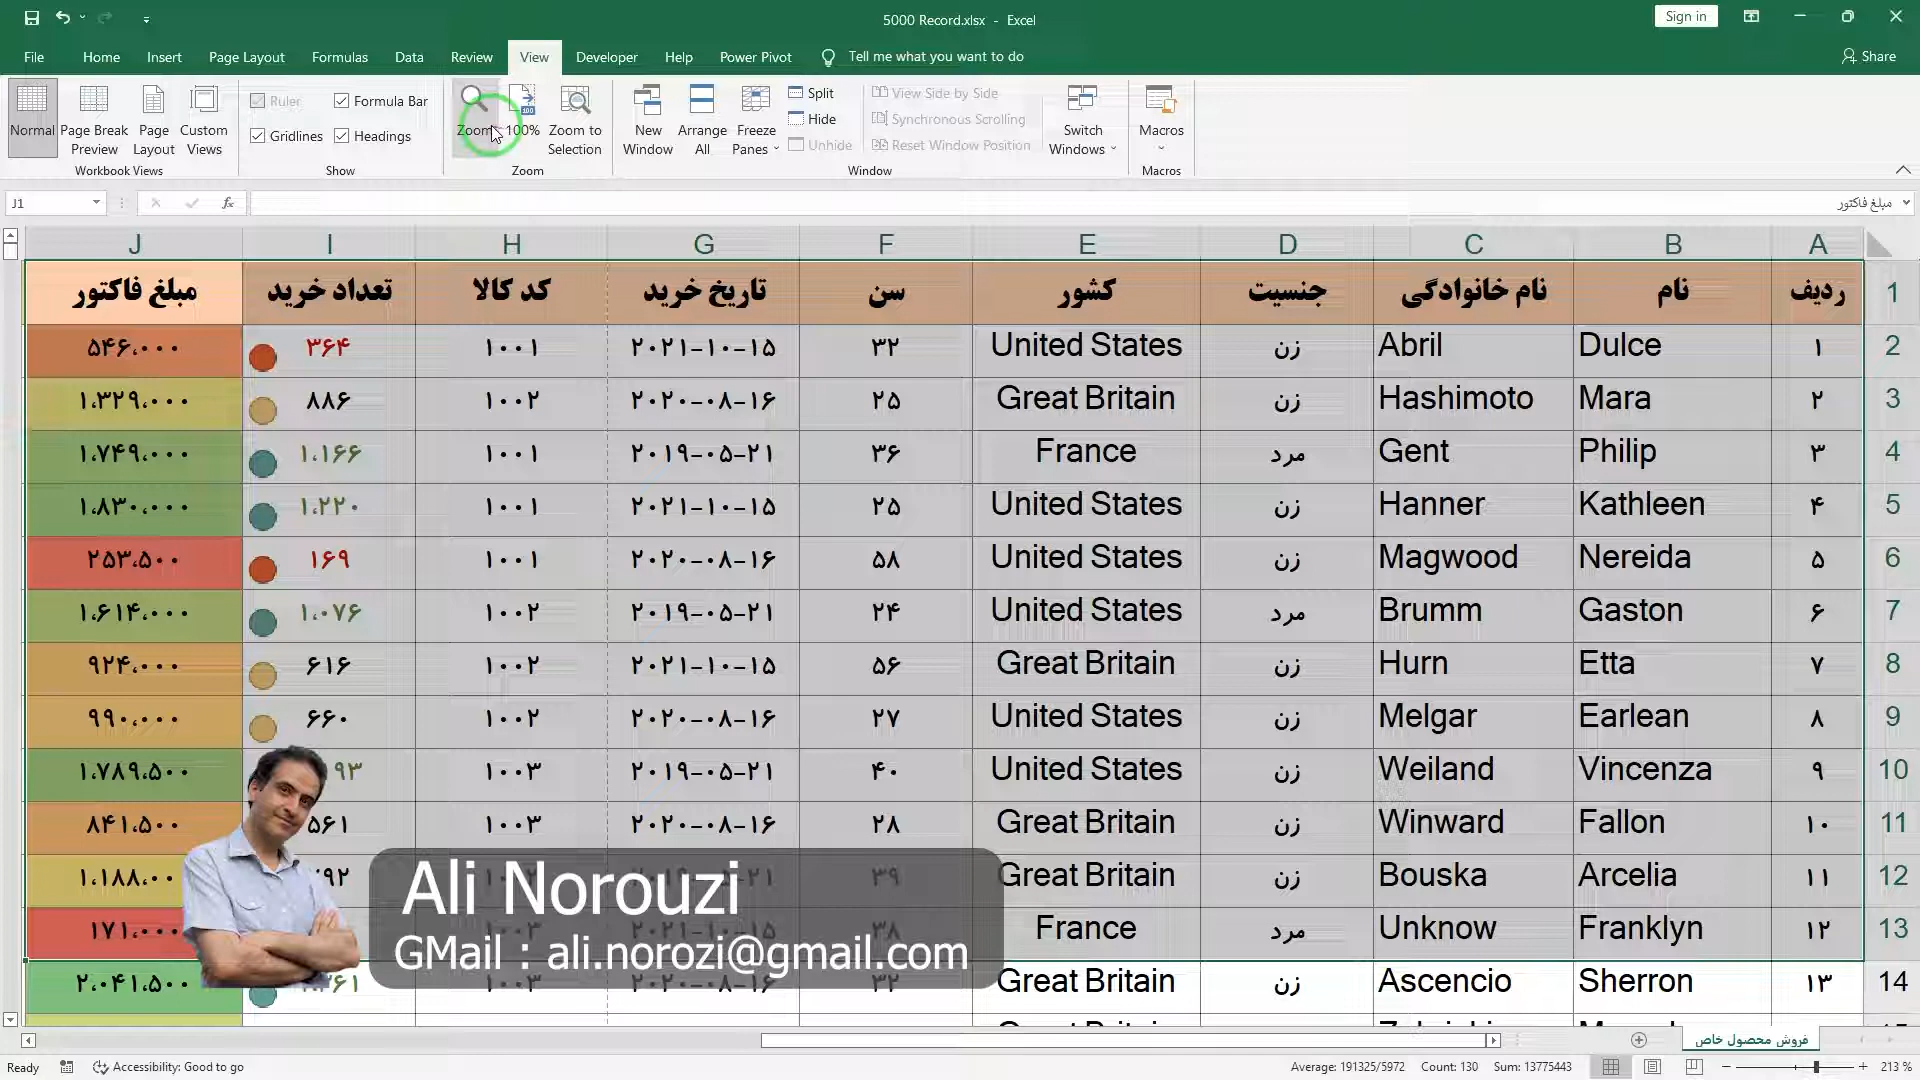 5000 Record.xlsx - Excel
Sign in
File Home Insert Page Layout Formulas Data Review View Developer Help Power Pivot Tell me what you want to do Share
Normal Page Break Preview Page Layout Custom Views
Workbook Views
Ruler Formula Bar
Gridlines Headings
Show
Zoom 100% Zoom to Selection
Zoom
New Window Arrange All Freeze Panes
Split Hide Unhide
View Side by Side
Synchronous Scrolling
Reset Window Position
Switch Windows
Window
Macros
Macros
J1 fx مبلغ فاکتور
J I H G F E D C B A
1 ردیف نام نام خانوادگی جنسیت کشور سن تاریخ خرید کد کالا تعداد خرید مبلغ فاکتور
2 ۱ Dulce Abril زن United States ۳۲ ۲۰۲۱-۱۰-۱۵ ۱۰۰۱ ۳۶۴ ۵۴۶،۰۰۰
3 ۲ Mara Hashimoto زن Great Britain ۲۵ ۲۰۲۰-۰۸-۱۶ ۱۰۰۲ ۸۸۶ ۱،۳۲۹،۰۰۰
4 ۳ Philip Gent مرد France ۳۶ ۲۰۱۹-۰۵-۲۱ ۱۰۰۱ ۱،۱۶۶ ۱،۷۴۹،۰۰۰
5 ۴ Kathleen Hanner زن United States ۲۵ ۲۰۲۱-۱۰-۱۵ ۱۰۰۱ ۱،۲۲۰ ۱،۸۳۰،۰۰۰
6 ۵ Nereida Magwood زن United States ۵۸ ۲۰۲۰-۰۸-۱۶ ۱۰۰۱ ۱۶۹ ۲۵۳،۵۰۰
7 ۶ Gaston Brumm مرد United States ۲۴ ۲۰۱۹-۰۵-۲۱ ۱۰۰۲ ۱،۰۷۶ ۱،۶۱۴،۰۰۰
8 ۷ Etta Hurn زن Great Britain ۵۶ ۲۰۲۱-۱۰-۱۵ ۱۰۰۲ ۶۱۶ ۹۲۴،۰۰۰
9 ۸ Earlean Melgar زن United States ۲۷ ۲۰۲۰-۰۸-۱۶ ۱۰۰۲ ۶۶۰ ۹۹۰،۰۰۰
10 ۹ Vincenza Weiland زن United States ۴۰ ۲۰۱۹-۰۵-۲۱ ۱۰۰۳ ۹۳ ۱،۷۸۹،۵۰۰
11 ۱۰ Fallon Winward زن Great Britain ۲۸ ۲۰۲۰-۰۸-۱۶ ۱۰۰۳ ۵۶۱ ۸۴۱،۵۰۰
12 ۱۱ Arcelia Bouska زن Great Britain ۳۹ ۹۲ ۱،۱۸۸،۰۰
13 ۱۲ Franklyn Unknow مرد France ۳۸ ۱۷۱،۰۰۰
14 ۱۳ Sherron Ascencio زن Great Britain ۳۲ ۲۰۲۰-۰۸-۱۶ ۱۰۰۳ ۳۶۱ ۲،۰۴۱،۵۰۰
Ali Norouzi
GMail : ali.norozi@gmail.com
فروش محصول خاص
Ready Accessibility: Good to go Average: 191325/5972 Count: 130 Sum: 13775443 213 %